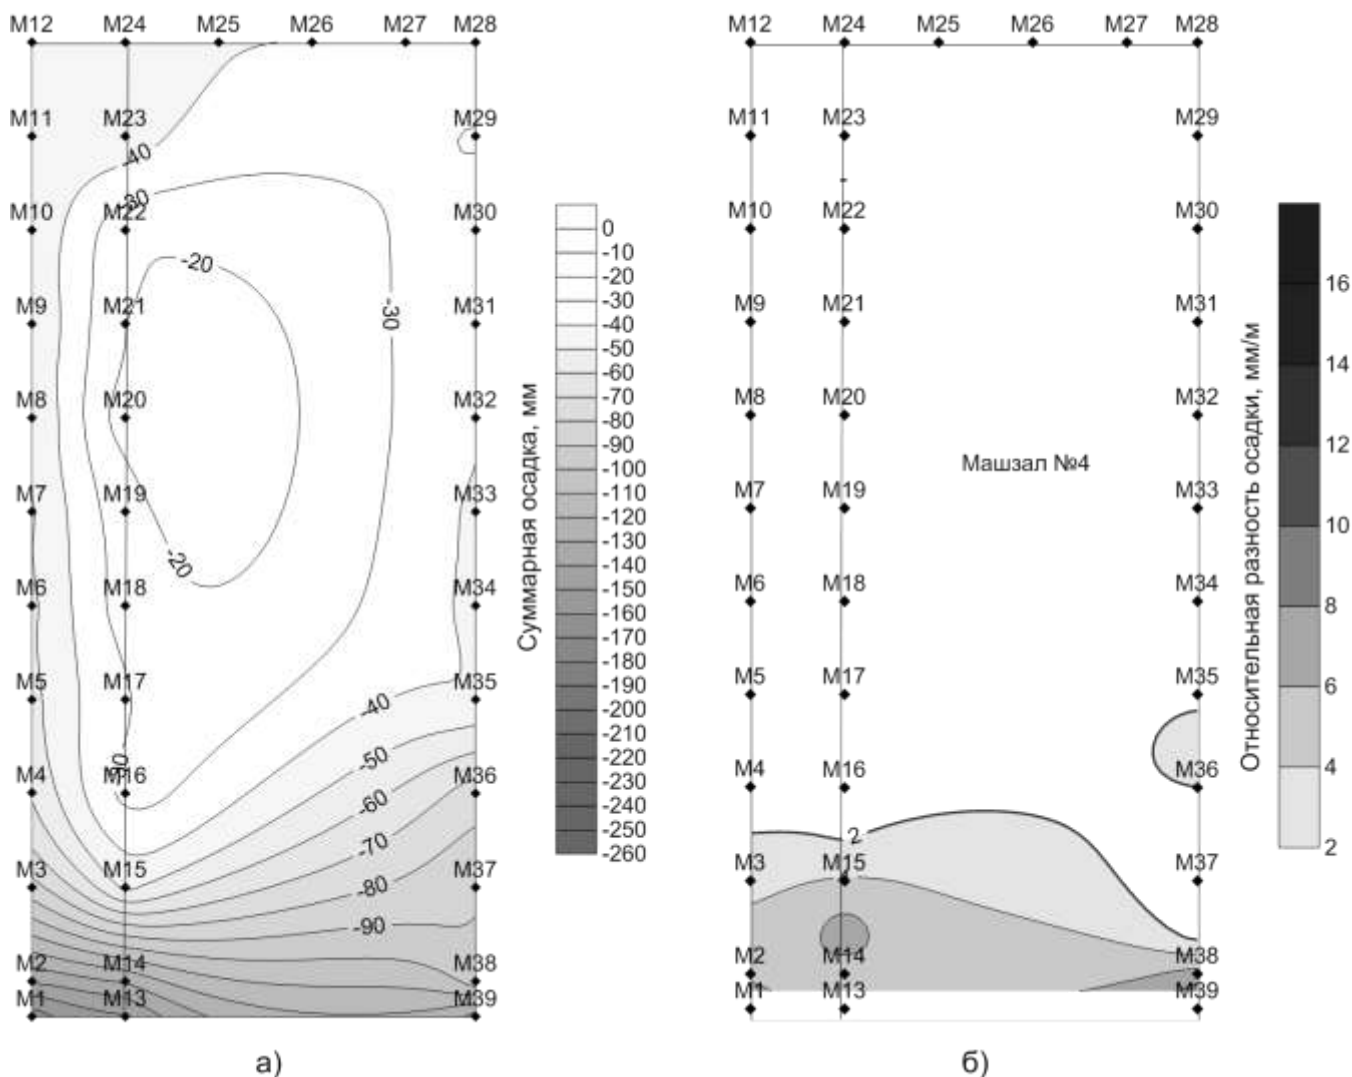 M12 M24 M25 M26 M27 M28
M11 M23 M29
-40
-30
M10 M22 M30
-20
M9 M21 M31
-30
M8 M20 M32
M7 M19 M33
-20
M6 M18 M34
M5 M17 M35
-40
-50
M4 M16 M36
-60
-70
M3 M15 M37
-80
-90
M2 M14 M38
M1 M13 M39
а)
Суммарная осадка, мм
0
-10
-20
-30
-40
-50
-60
-70
-80
-90
-100
-110
-120
-130
-140
-150
-160
-170
-180
-190
-200
-210
-220
-230
-240
-250
-260
M12 M24 M25 M26 M27 M28
M11 M23 M29
M10 M22 M30
M9 M21 M31
M8 M20 M32
Машзал №4
M7 M19 M33
M6 M18 M34
M5 M17 M35
M4 M16 M36
2
M3 M15 M37
M2 M14 M38
M1 M13 M39
б)
Относительная разность осадки, мм/м
16
14
12
10
8
6
4
2